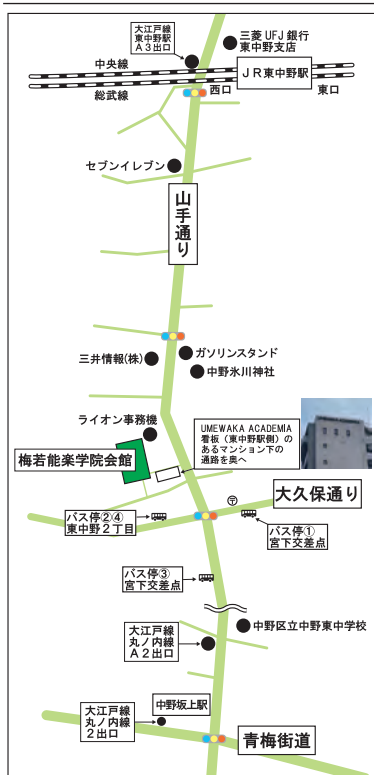 大江戸線
東中野駅
A3出口
三菱UFJ銀行
東中野支店
中央線
総武線
JR東中野駅
西口
東口
セブンイレブン
山手通り
三井情報(株)
ガソリンスタンド
中野氷川神社
ライオン事務機
梅若能楽学院会館
UMEWAKA ACADEMIA
看板（東中野駅側）の
あるマンション下の
通路を奥へ
大久保通り
〒
バス停②④
東中野2丁目
バス停①
宮下交差点
バス停③
宮下交差点
中野区立中野東中学校
大江戸線
丸ノ内線
A2出口
中野坂上駅
大江戸線
丸ノ内線
2出口
青梅街道